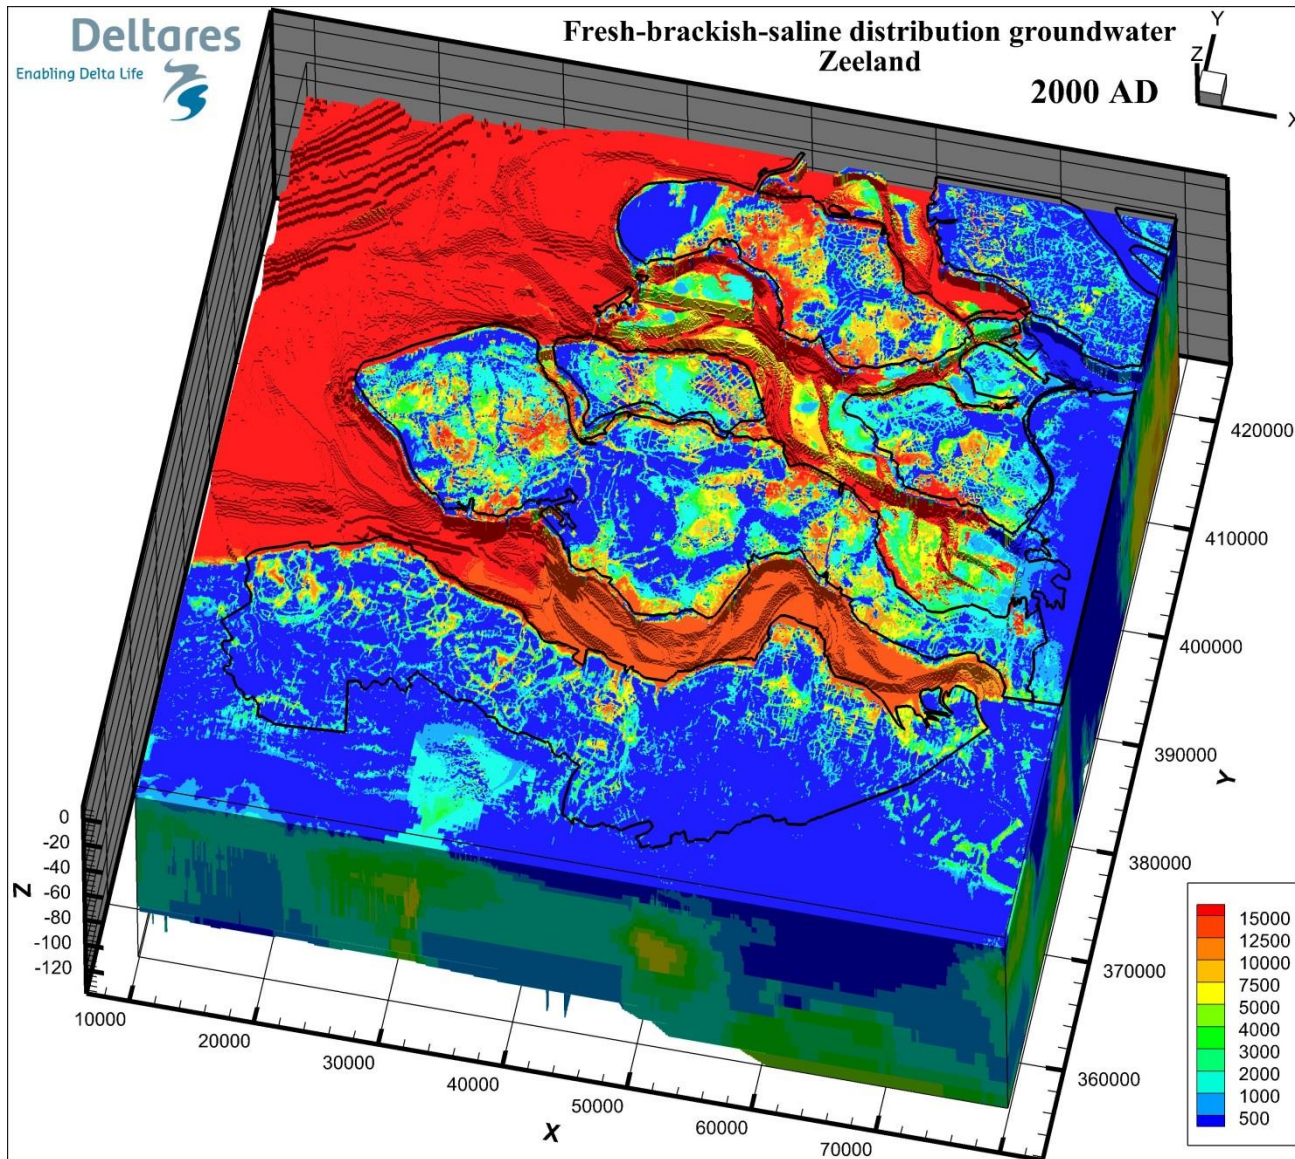 Deltares
Enabling Delta Life
Fresh-brackish-saline distribution groundwater
Zeeland
2000 AD
Y
Z
X
420000
410000
400000
390000
Y
380000
370000
360000
0
-20
-40
-60
Z
-80
-100
-120
10000
20000
30000
40000
50000
60000
70000
X
15000
12500
10000
7500
5000
4000
3000
2000
1000
500